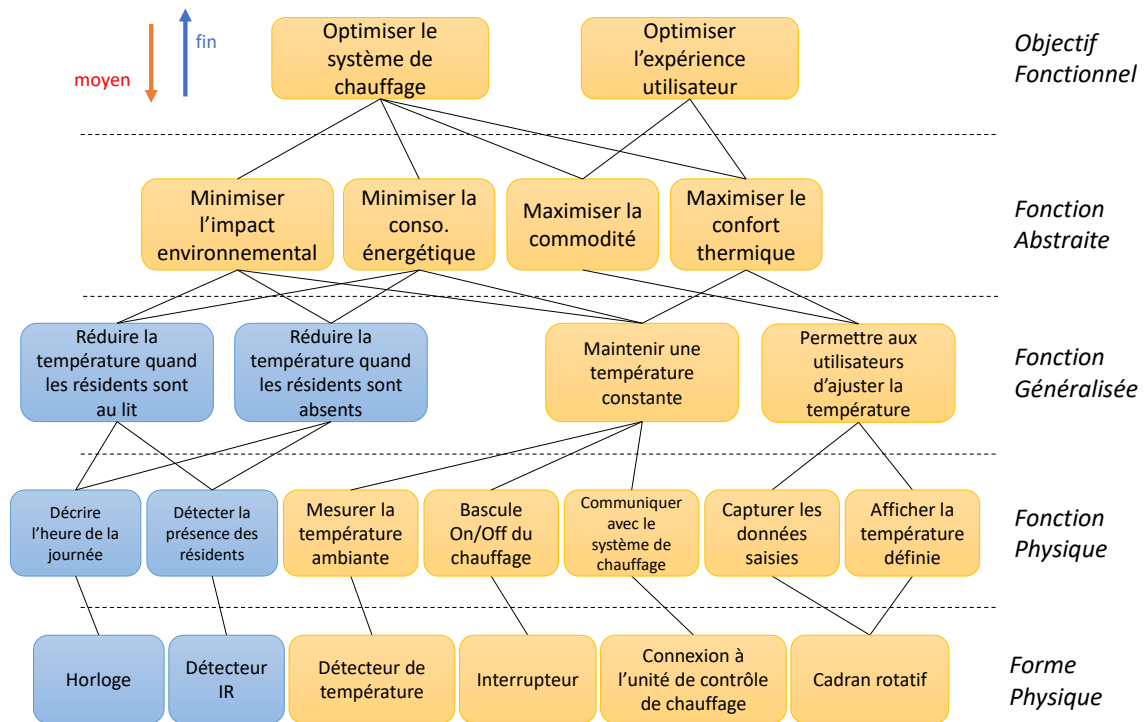 moyen
fin
Optimiser le
système de
chauffage
Optimiser
l'expérience
utilisateur
Objectif
Fonctionnel
Minimiser
l'impact
environnemental
Minimiser la
conso.
énergétique
Maximiser la
commodité
Maximiser le
confort
thermique
Fonction
Abstraite
Réduire la
température quand
les résidents sont
au lit
Réduire la
température quand
les résidents sont
absents
Maintenir une
température
constante
Permettre aux
utilisateurs
d'ajuster la
température
Fonction
Généralisée
Décrire
l'heure de la
journée
Détecter la
présence des
résidents
Mesurer la
température
ambiante
Bascule
On/Off du
chauffage
Communiquer
avec le
système de
chauffage
Capturer les
données
saisies
Afficher la
température
définie
Fonction
Physique
Horloge
Détecteur
IR
Détecteur de
température
Interrupteur
Connexion à
l'unité de contrôle
de chauffage
Cadran rotatif
Forme
Physique